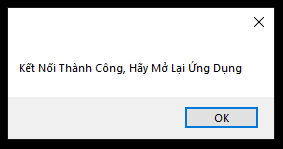 Kết Nối Thành Công, Hãy Mở Lại Ứng Dụng
OK